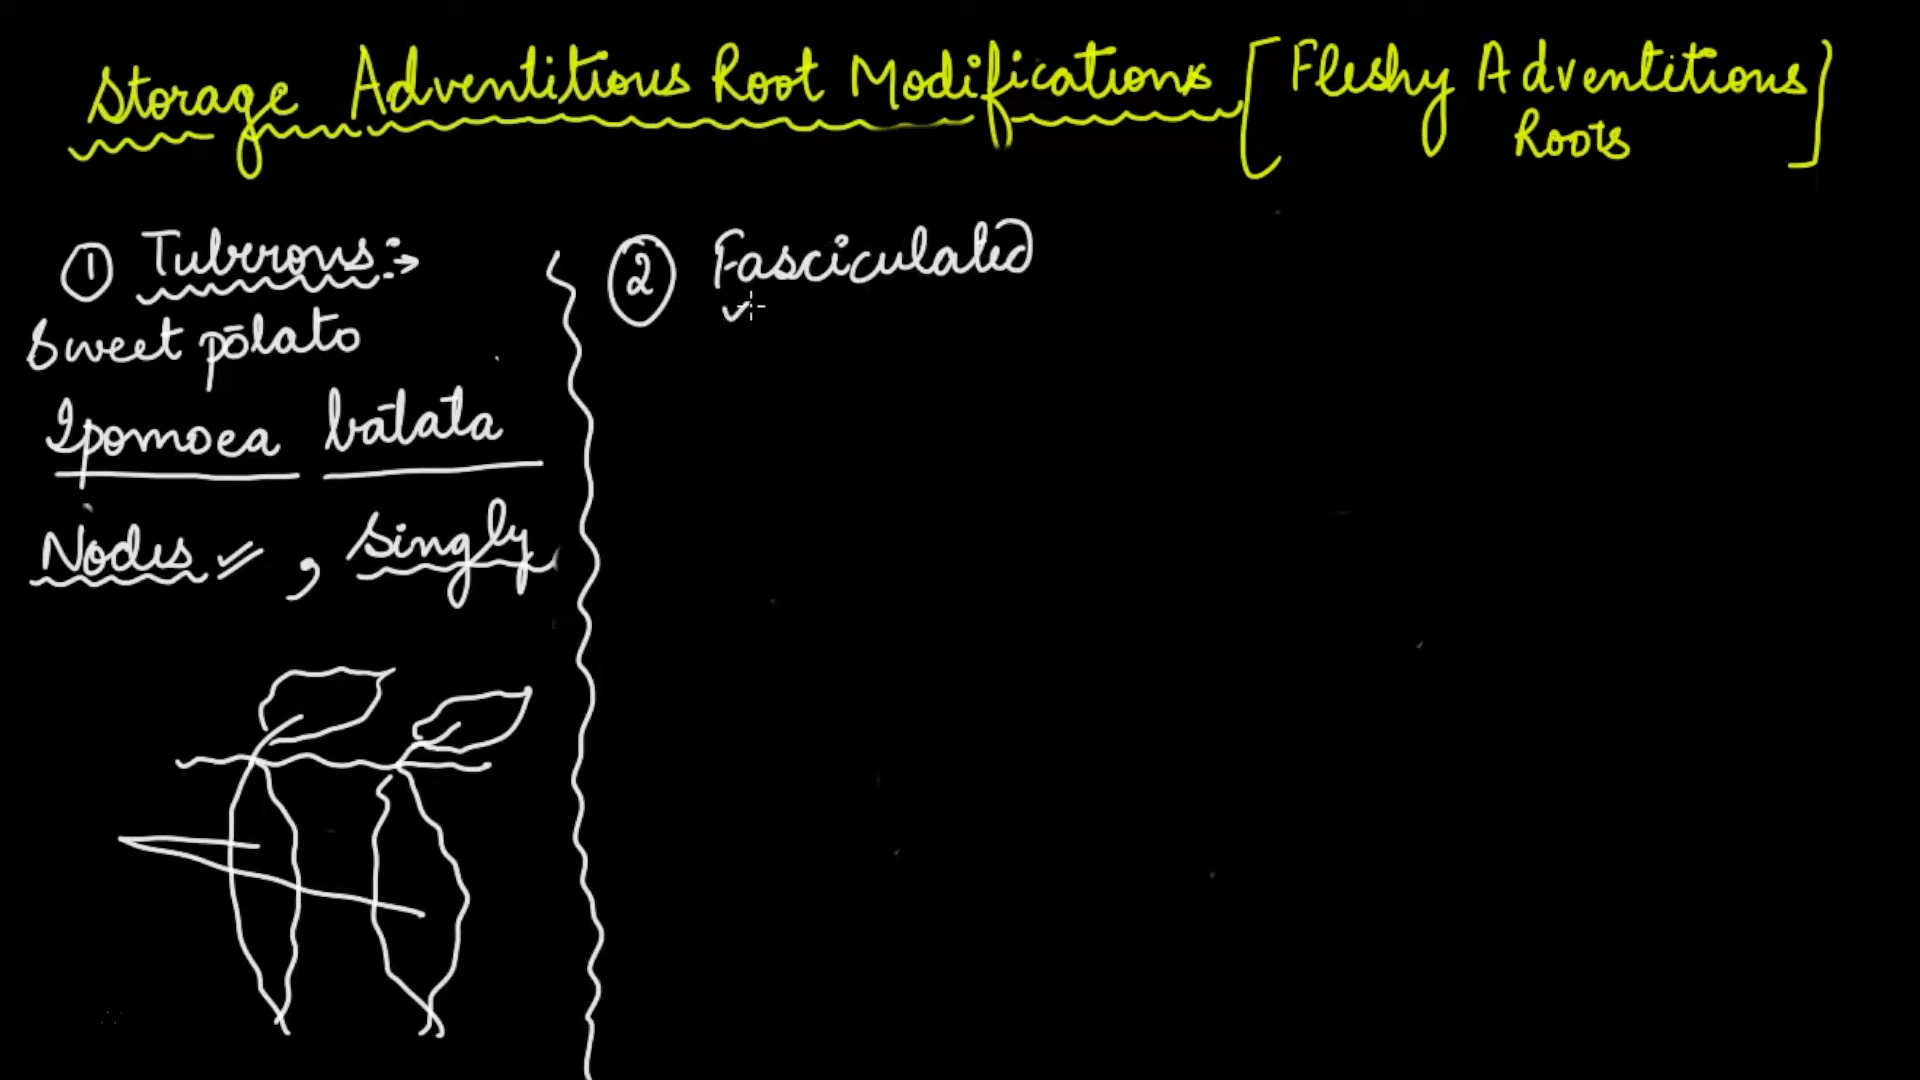 Storage Adventitious Root Modifications [Fleshy Adventitious
Roots]
① Tuberous:→
Sweet potato
Ipomoea batata
Nodes ✓, singly
② Fasciculated